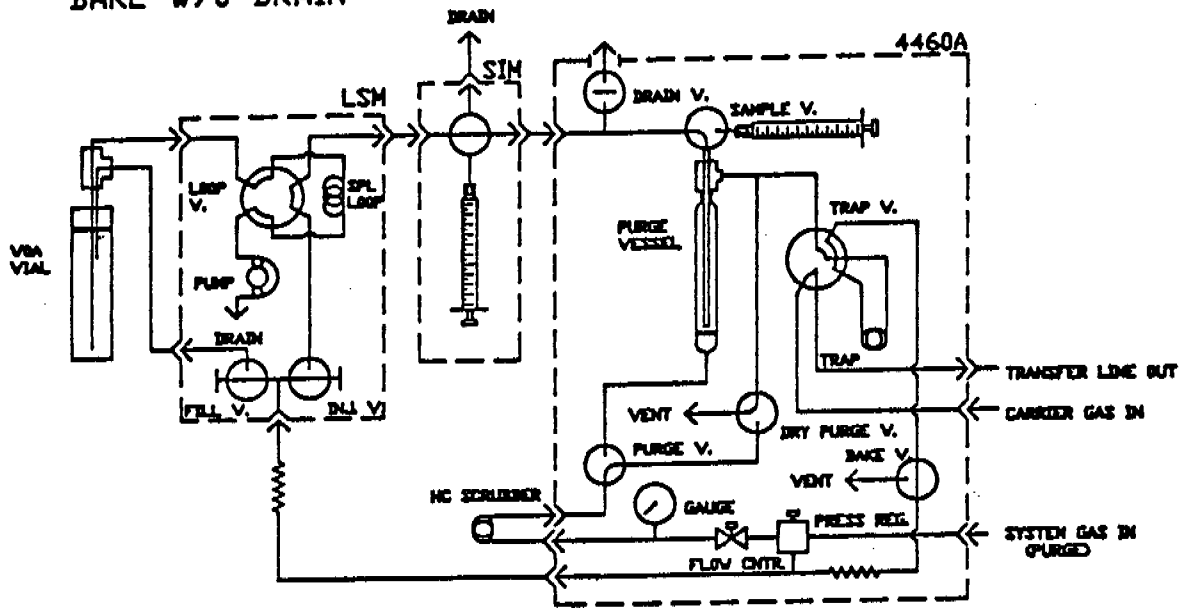 BAKE W/O DRAIN
DRAIN
4460A
SIM
LSM
DRAIN V.
SAMPLE V.
LOOP
V.
SPL
LOOP
PURGE
VESSEL
TRAP V.
VOA
VIAL
PUMP
DRAIN
TRAP
TRANSFER LINE OUT
FILL V.
INJ. V.
VENT
CARRIER GAS IN
DRY PURGE V.
PURGE V.
BAKE V.
VENT
HC SCRUBBER
GAUGE
PRESS REG.
SYSTEM GAS IN
(PURGE)
FLOW CNTR.